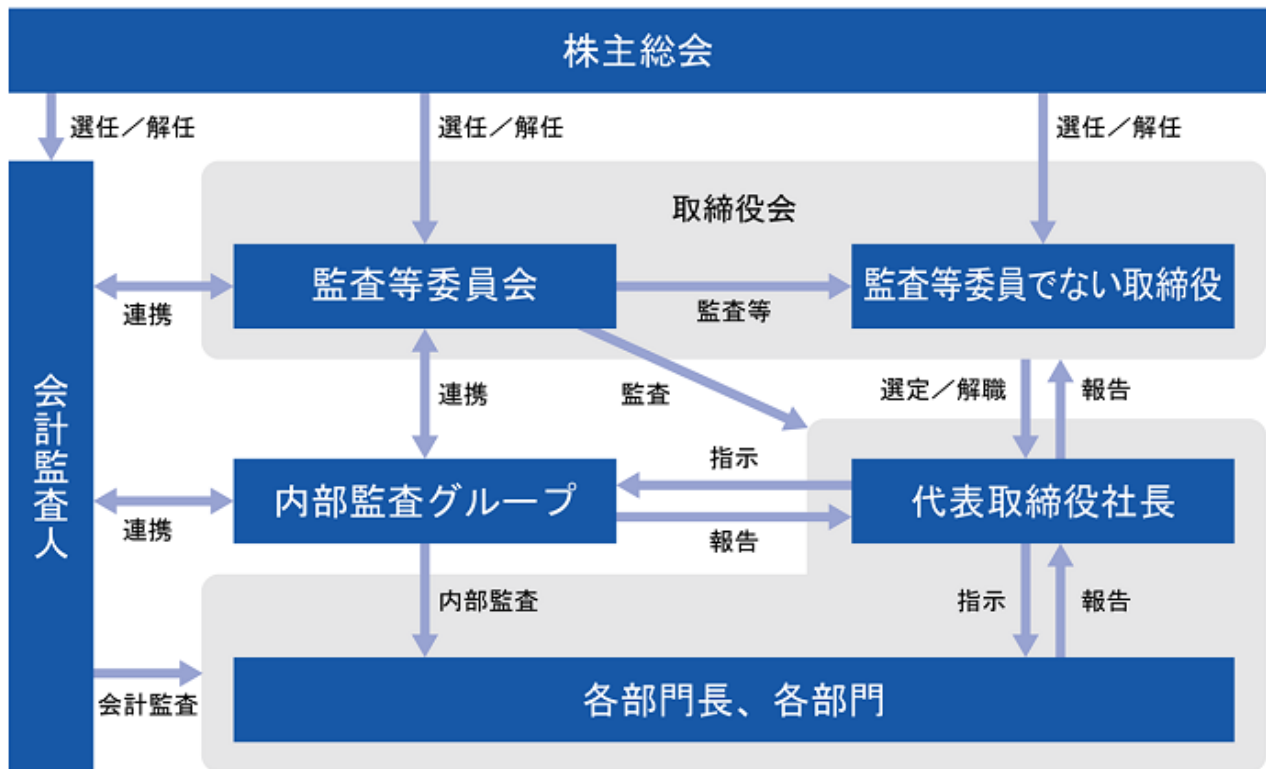 株主総会
選任／解任
選任／解任
選任／解任
取締役会
監査等委員会
監査等委員でない取締役
連携
監査等
会計監査人
連携
監査
選定／解職
報告
指示
内部監査グループ
代表取締役社長
連携
報告
内部監査
指示
報告
会計監査
各部門長、各部門